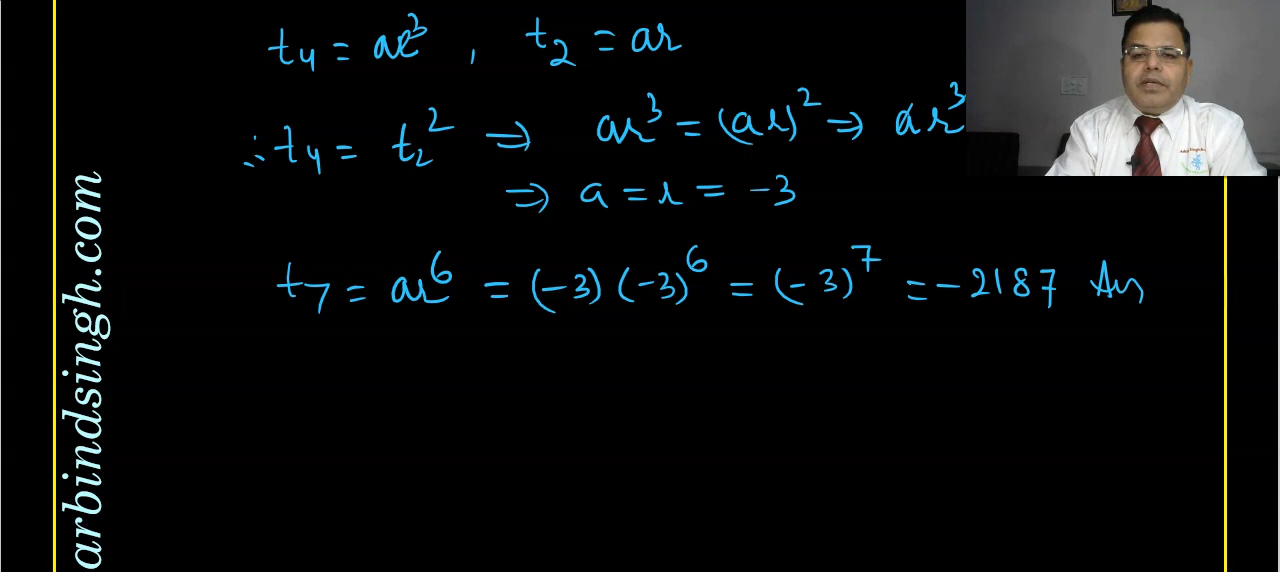 t₄ = ar³ , t₂ = ar
∴ t₄ = t₂² ⇒ ar³ = (ar)² ⇒ ar³
⇒ a = r = -3
t₇ = ar⁶ = (-3) (-3)⁶ = (-3)⁷ = -2187 Ans
arbindsingh.com